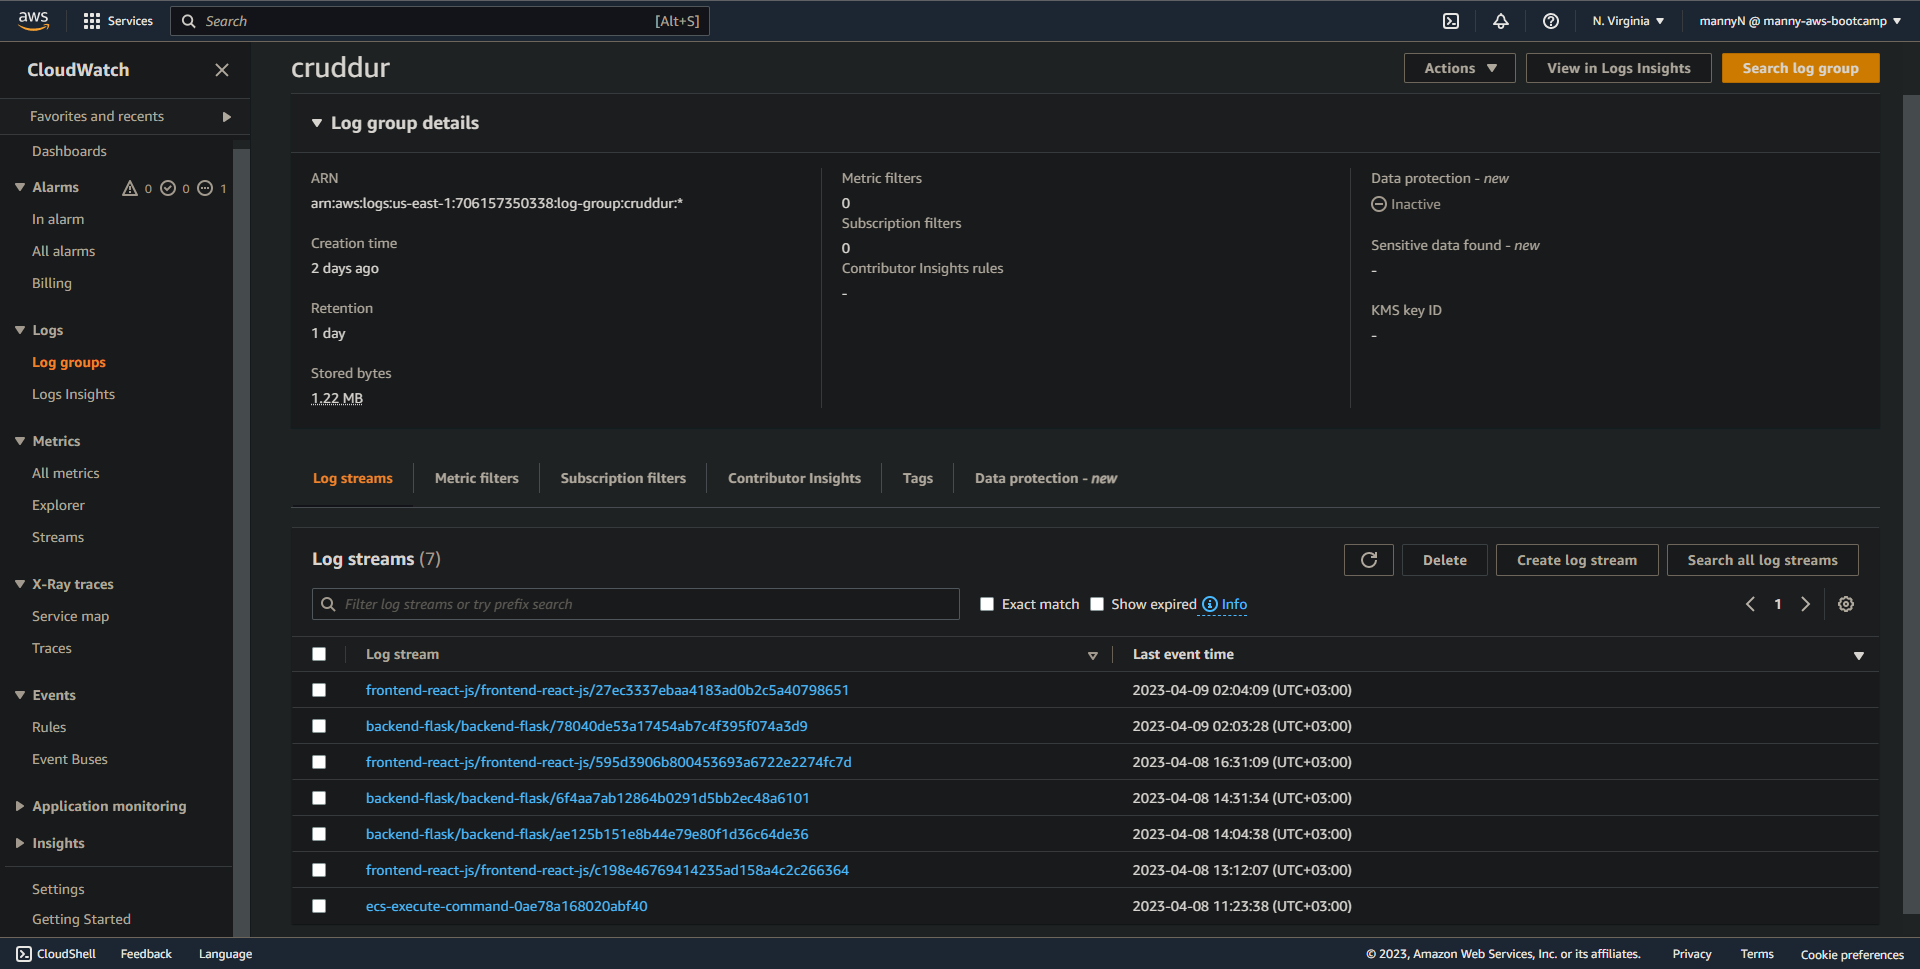 aws
Services
Search
[Alt+S]
N. Virginia
mannyN @ manny-aws-bootcamp
CloudWatch
Favorites and recents
Dashboards
Alarms
0
0
1
In alarm
All alarms
Billing
Logs
Log groups
Logs Insights
Metrics
All metrics
Explorer
Streams
X-Ray traces
Service map
Traces
Events
Rules
Event Buses
Application monitoring
Insights
Settings
Getting Started
cruddur
Actions
View in Logs Insights
Search log group
Log group details
ARN
arn:aws:logs:us-east-1:706157350338:log-group:cruddur:*
Creation time
2 days ago
Retention
1 day
Stored bytes
1.22 MB
Metric filters
0
Subscription filters
0
Contributor Insights rules
-
Data protection - new
Inactive
Sensitive data found - new
-
KMS key ID
-
Log streams
Metric filters
Subscription filters
Contributor Insights
Tags
Data protection - new
Log streams (7)
Delete
Create log stream
Search all log streams
Filter log streams or try prefix search
Exact match
Show expired
Info
1
Log stream
Last event time
frontend-react-js/frontend-react-js/27ec3337ebaa4183ad0b2c5a40798651
2023-04-09 02:04:09 (UTC+03:00)
backend-flask/backend-flask/78040de53a17454ab7c4f395f074a3d9
2023-04-09 02:03:28 (UTC+03:00)
frontend-react-js/frontend-react-js/595d3906b800453693a6722e2274fc7d
2023-04-08 16:31:09 (UTC+03:00)
backend-flask/backend-flask/6f4aa7ab12864b0291d5bb2ec48a6101
2023-04-08 14:31:34 (UTC+03:00)
backend-flask/backend-flask/ae125b151e8b44e79e80f1d36c64de36
2023-04-08 14:04:38 (UTC+03:00)
frontend-react-js/frontend-react-js/c198e46769414235ad158a4c2c266364
2023-04-08 13:12:07 (UTC+03:00)
ecs-execute-command-0ae78a168020abf40
2023-04-08 11:23:38 (UTC+03:00)
CloudShell
Feedback
Language
© 2023, Amazon Web Services, Inc. or its affiliates.
Privacy
Terms
Cookie preferences